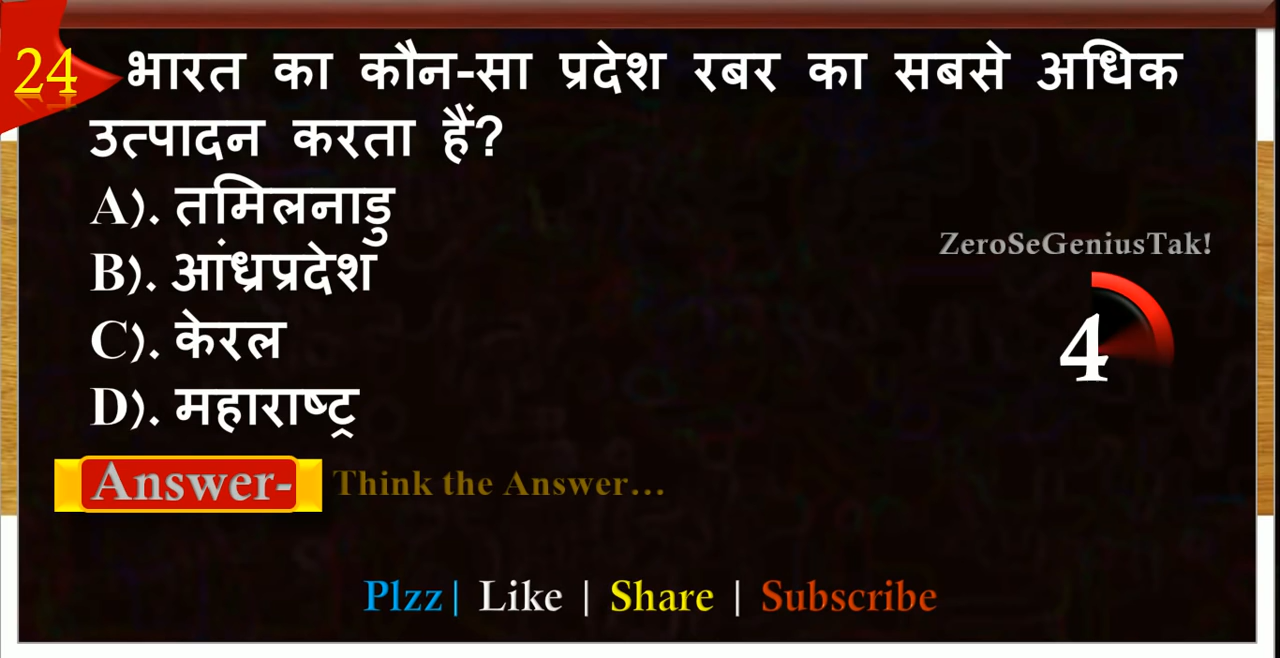 24
भारत का कौन-सा प्रदेश रबर का सबसे अधिक
उत्पादन करता हैं?
A). तमिलनाडु
B). आंध्रप्रदेश
C). केरल
D). महाराष्ट्र
ZeroSeGeniusTak!
4
Answer- Think the Answer...
Plzz| Like | Share | Subscribe